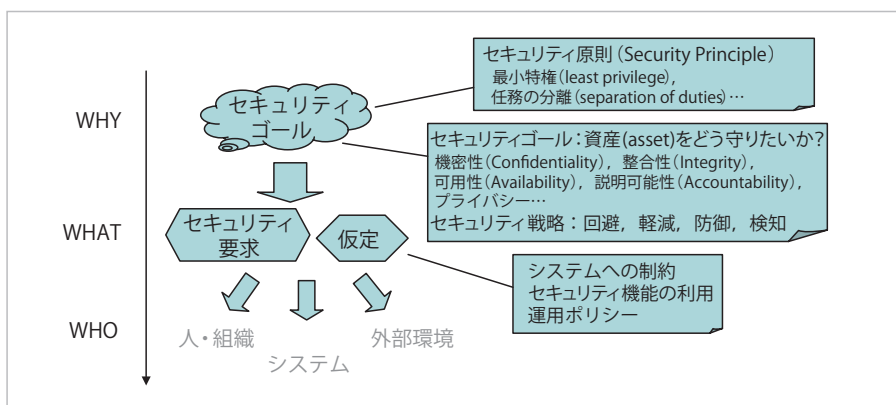 セキュリティ原則(Security Principle)
最小特権(least privilege),
任務の分離(separation of duties)…
WHY
セキュリティ
ゴール
セキュリティゴール:資産(asset)をどう守りたいか?
機密性(Confidentiality), 整合性(Integrity),
可用性(Availability), 説明可能性(Accountability),
プライバシー…
セキュリティ戦略:回避,軽減,防御,検知
WHAT
セキュリティ
要求
仮定
システムへの制約
セキュリティ機能の利用
運用ポリシー
WHO
人・組織
システム
外部環境